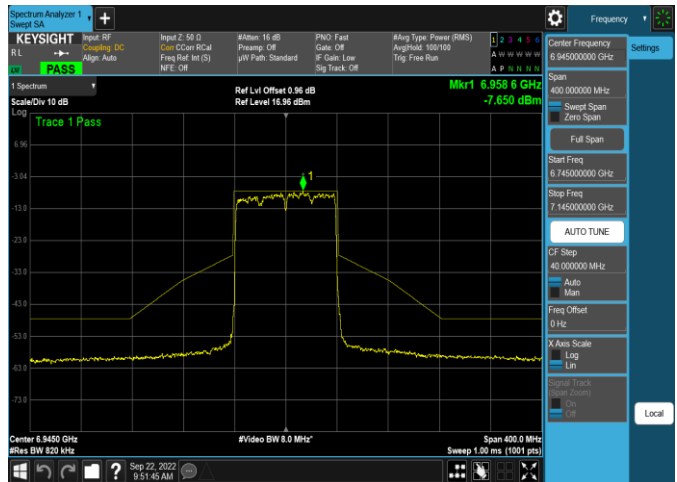 Spectrum Analyzer 1
Swept SA
+
Frequency
KEYSIGHT
RL
LV PASS
Input: RF
Coupling: DC
Align: Auto
Input Z: 50 Ω
Corr CCorr RCal
Freq Ref: Int (S)
NFE: Off
#Atten: 16 dB
Preamp: Off
µW Path: Standard
PNO: Fast
Gate: Off
IF Gain: Low
Sig Track: Off
#Avg Type: Power (RMS)
Avg|Hold: 100/100
Trig: Free Run
1 2 3 4 5 6
A W W W W W
A P N N N N
1 Spectrum
Scale/Div 10 dB
Log
Ref Lvl Offset 0.96 dB
Ref Level 16.96 dBm
Mkr1 6.958 6 GHz
-7.650 dBm
Trace 1 Pass
1
6.96
-3.04
-13.0
-23.0
-33.0
-43.0
-53.0
-63.0
-73.0
Center 6.9450 GHz
#Res BW 820 kHz
#Video BW 8.0 MHz*
Span 400.0 MHz
Sweep 1.00 ms (1001 pts)
Center Frequency
6.945000000 GHz
Span
400.000000 MHz
Swept Span
Zero Span
Full Span
Start Freq
6.745000000 GHz
Stop Freq
7.145000000 GHz
AUTO TUNE
CF Step
40.000000 MHz
Auto
Man
Freq Offset
0 Hz
X Axis Scale
Log
Lin
Signal Track
(Span Zoom)
On
Off
Settings
Local
?
Sep 22, 2022
9:51:45 AM